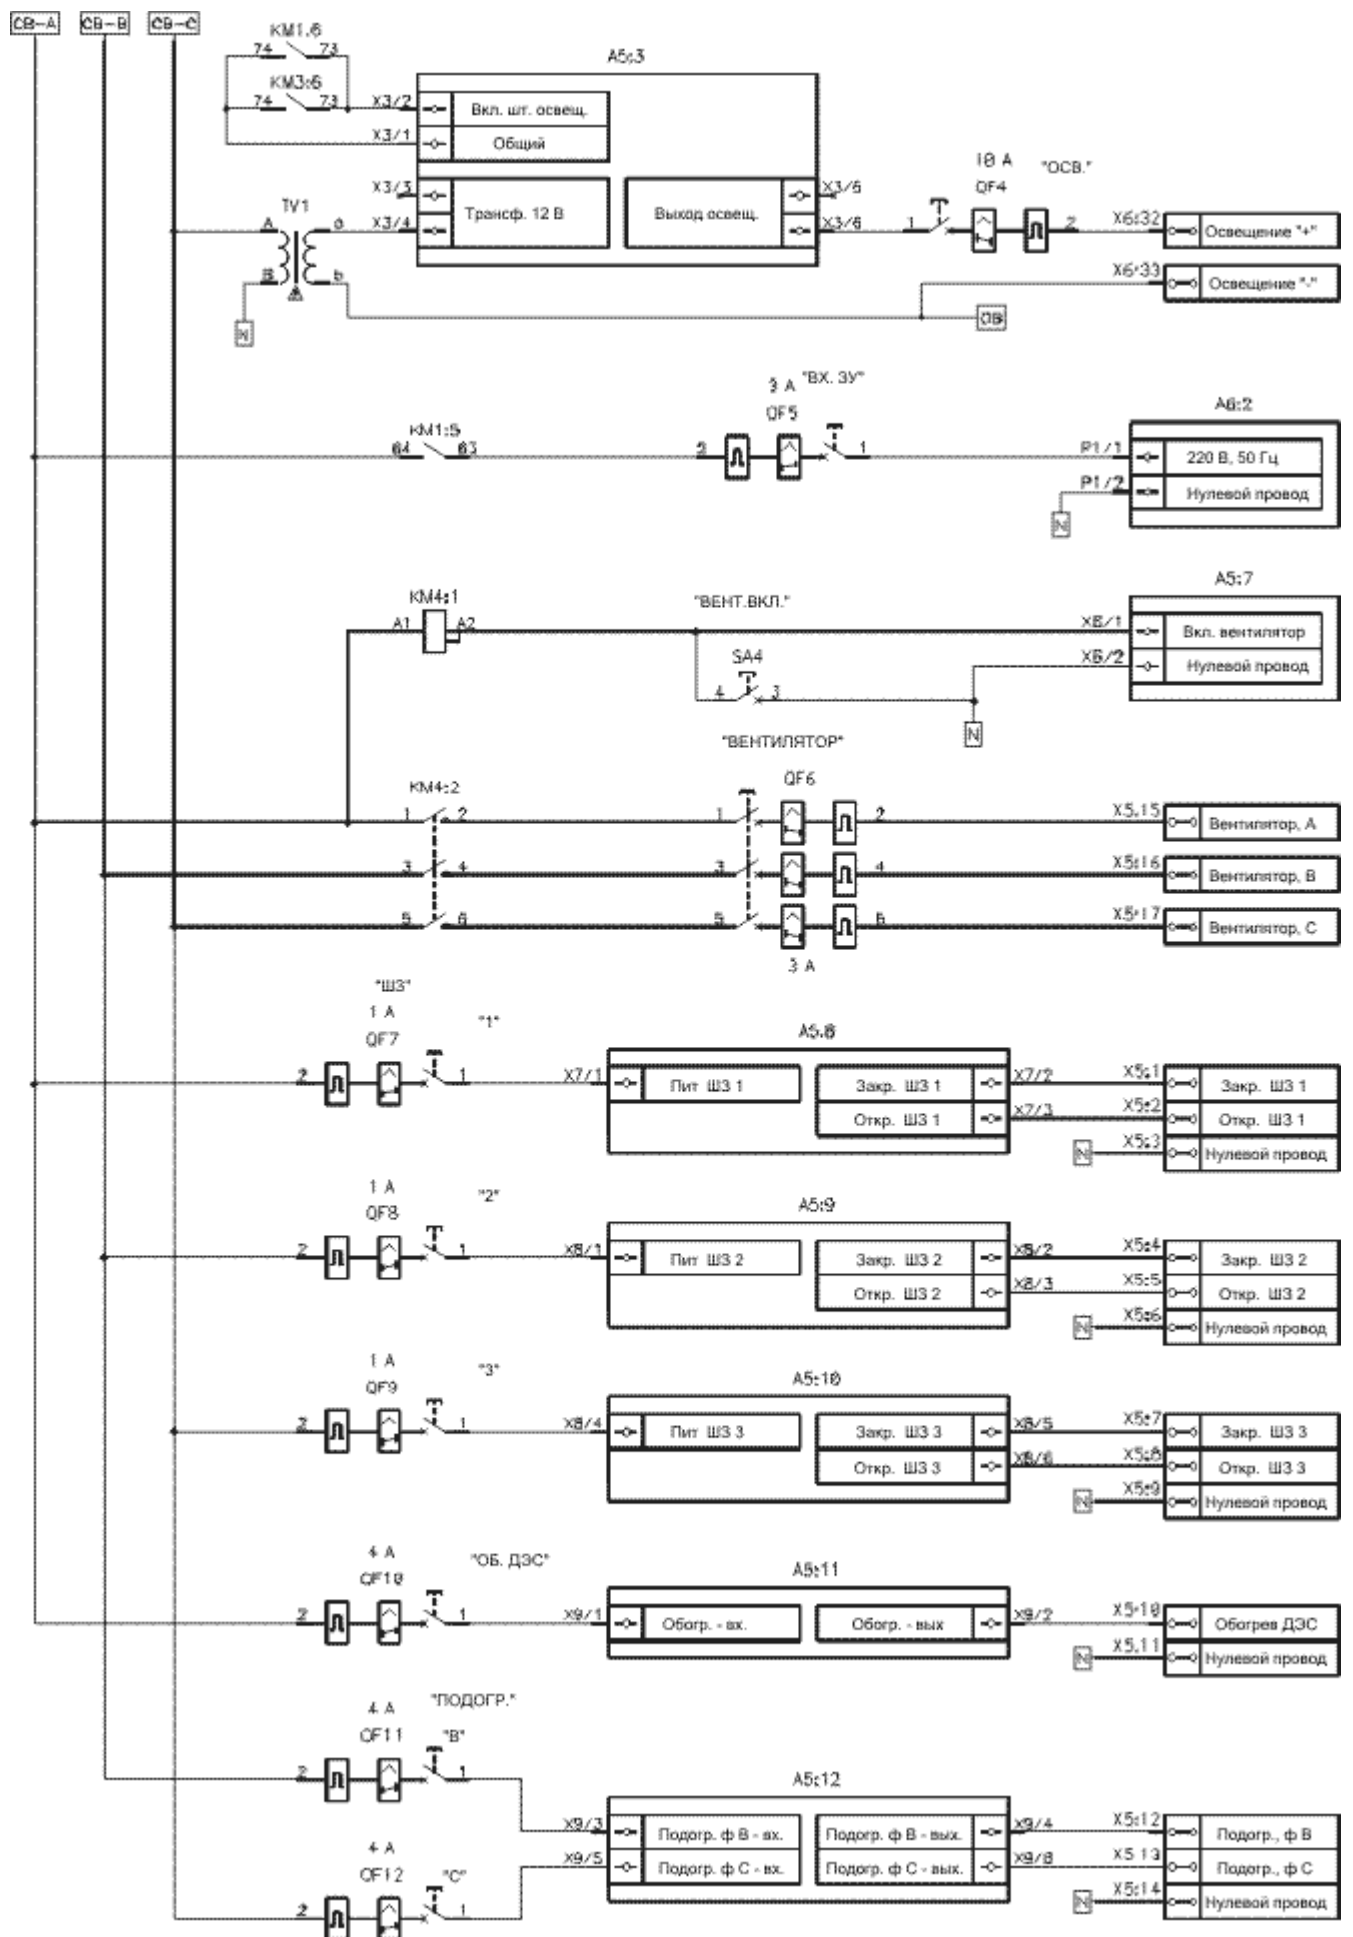 СВ-А СВ-В СВ-С
КМ1.6
74 73
А5:3
КМ3:6
74 73 Х3/2 Вкл. шт. освещ.
Х3/1 Общий
10 А "ОСВ."
QF4
Х3/3 Х3/5
TV1
А а Х3/4 Трансф. 12 В Выход освещ. Х3/6 1 2 Х6:32 Освещение "+"
В b Х6:33 Освещение "-"
N ОВ
3 А "ВХ. ЗУ"
QF5
А6:2
КМ1:5
64 63 2 1 Р1/1 220 В, 50 Гц
Р1/2 Нулевой провод
N
А5:7
КМ4:1 "ВЕНТ.ВКЛ."
А1 А2 Х6/1 Вкл. вентилятор
SA4 Х6/2 Нулевой провод
4 3
N
"ВЕНТИЛЯТОР"
КМ4:2 QF6
1 2 1 2 Х5.15 Вентилятор, А
3 4 3 4 Х5:16 Вентилятор, В
5 6 5 6 Х5:17 Вентилятор, С
3 А
"ШЗ"
1 А "1"
QF7 А5.8
2 1 Х7/1 Пит ШЗ 1 Закр. ШЗ 1 Х7/2 Х5:1 Закр. ШЗ 1
Откр. ШЗ 1 Х7/3 Х5:2 Откр. ШЗ 1
N Х5:3 Нулевой провод
1 А "2"
QF8 А5:9
2 1 Х8/1 Пит ШЗ 2 Закр. ШЗ 2 Х8/2 Х5:4 Закр. ШЗ 2
Откр. ШЗ 2 Х8/3 Х5:5 Откр. ШЗ 2
N Х5:6 Нулевой провод
1 А "3"
QF9 А5:10
2 1 Х8/4 Пит ШЗ 3 Закр. ШЗ 3 Х8/5 Х5:7 Закр. ШЗ 3
Откр. ШЗ 3 Х8/6 Х5:8 Откр. ШЗ 3
N Х5:9 Нулевой провод
4 А "ОБ. ДЭС"
QF10 А5:11
2 1 Х9/1 Обогр. - вх. Обогр. - вых Х9/2 Х5:10 Обогрев ДЭС
N Х5.11 Нулевой провод
4 А "ПОДОГР."
QF11 "В"
2 1 А5:12
Х9/3 Подогр. ф В - вх. Подогр. ф В - вых. Х9/4 Х5:12 Подогр., ф В
4 А Х9/5 Подогр. ф С - вх. Подогр. ф С - вых. Х9/6 Х5 13 Подогр., ф С
QF12 "С" N Х5:14 Нулевой провод
2 1